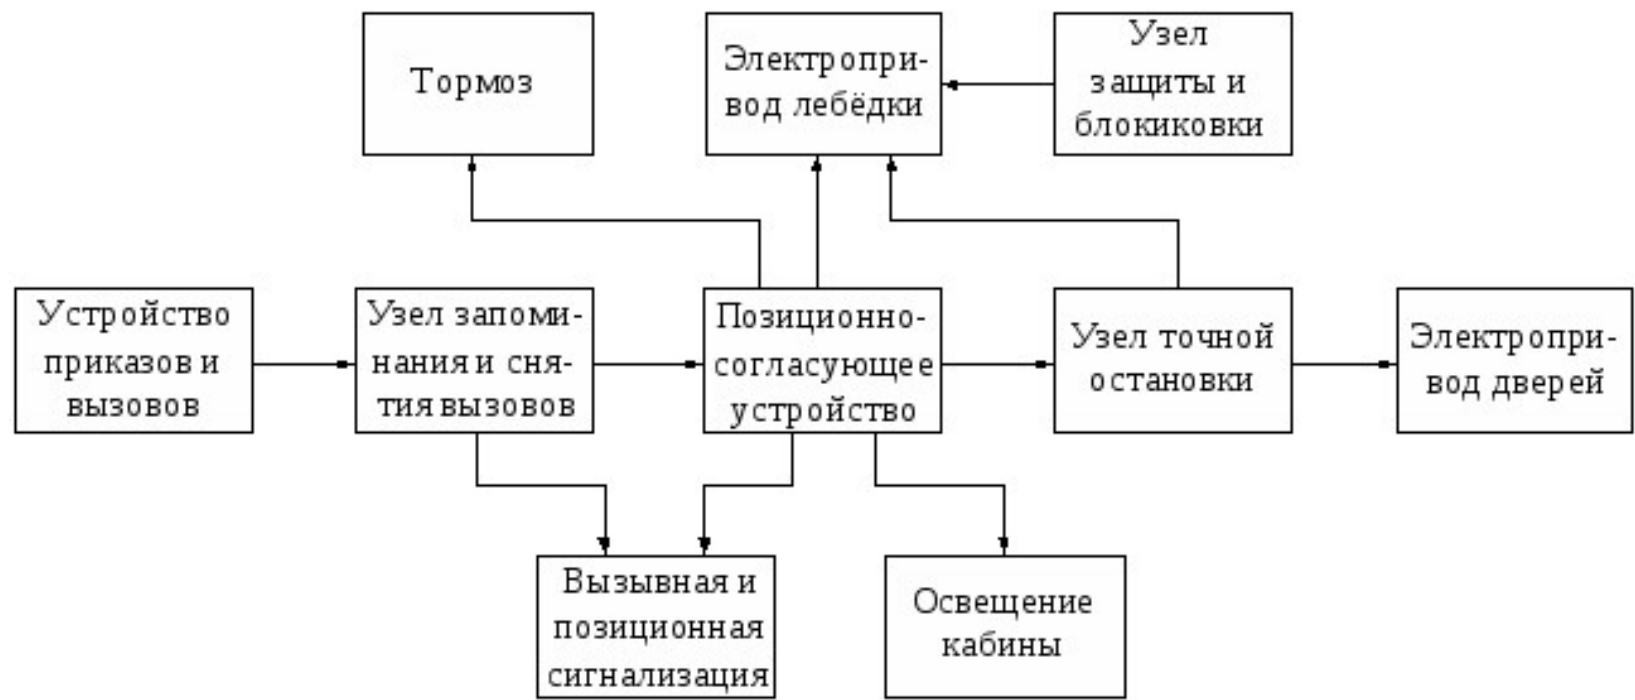 Тормоз
Электропри-
вод лебёдки
Узел
защиты и
блокиковки
Устройство
приказов и
вызовов
Узел запоми-
нания и сня-
тия вызовов
Позиционно-
согласующее
устройство
Узел точной
остановки
Электропри-
вод дверей
Вызывная и
позиционная
сигнализация
Освещение
кабины